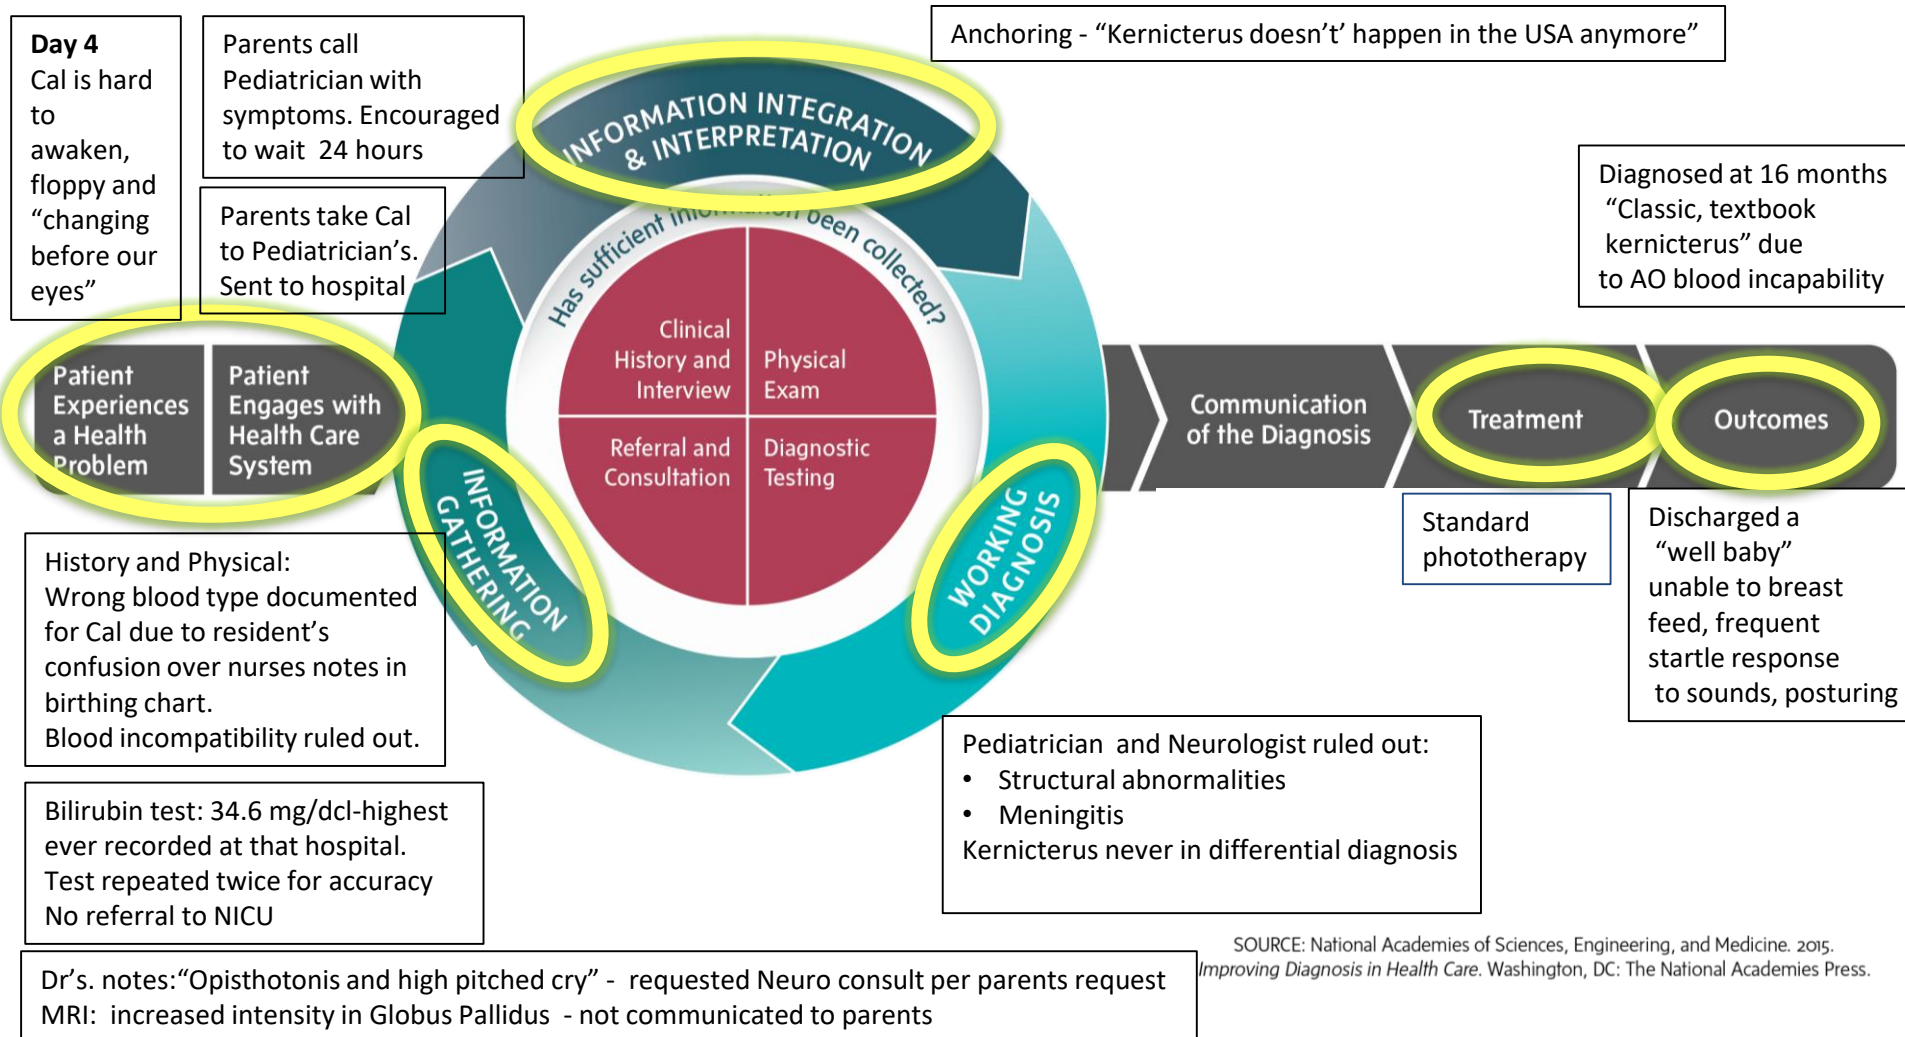 Day 4
Cal is hard
to
awaken,
floppy and
“changing
before our
eyes”
Parents call
Pediatrician with
symptoms. Encouraged
to wait 24 hours
Parents take Cal
to Pediatrician’s.
Sent to hospital
Anchoring - “Kernicterus doesn’t’ happen in the USA anymore”
INFORMATION INTEGRATION
& INTERPRETATION
Has sufficient information been collected?
Clinical
History and
Interview
Physical
Exam
Referral and
Consultation
Diagnostic
Testing
INFORMATION
GATHERING
WORKING
DIAGNOSIS
Patient
Experiences
a Health
Problem
Patient
Engages with
Health Care
System
Communication
of the Diagnosis
Treatment
Outcomes
Diagnosed at 16 months
“Classic, textbook
kernicterus” due
to AO blood incapability
Standard
phototherapy
Discharged a
“well baby”
unable to breast
feed, frequent
startle response
to sounds, posturing
History and Physical:
Wrong blood type documented
for Cal due to resident’s
confusion over nurses notes in
birthing chart.
Blood incompatibility ruled out.
Bilirubin test: 34.6 mg/dcl-highest
ever recorded at that hospital.
Test repeated twice for accuracy
No referral to NICU
Pediatrician and Neurologist ruled out:
• Structural abnormalities
• Meningitis
Kernicterus never in differential diagnosis
Dr’s. notes:“Opisthotonis and high pitched cry” - requested Neuro consult per parents request
MRI: increased intensity in Globus Pallidus - not communicated to parents
SOURCE: National Academies of Sciences, Engineering, and Medicine. 2015.
Improving Diagnosis in Health Care. Washington, DC: The National Academies Press.